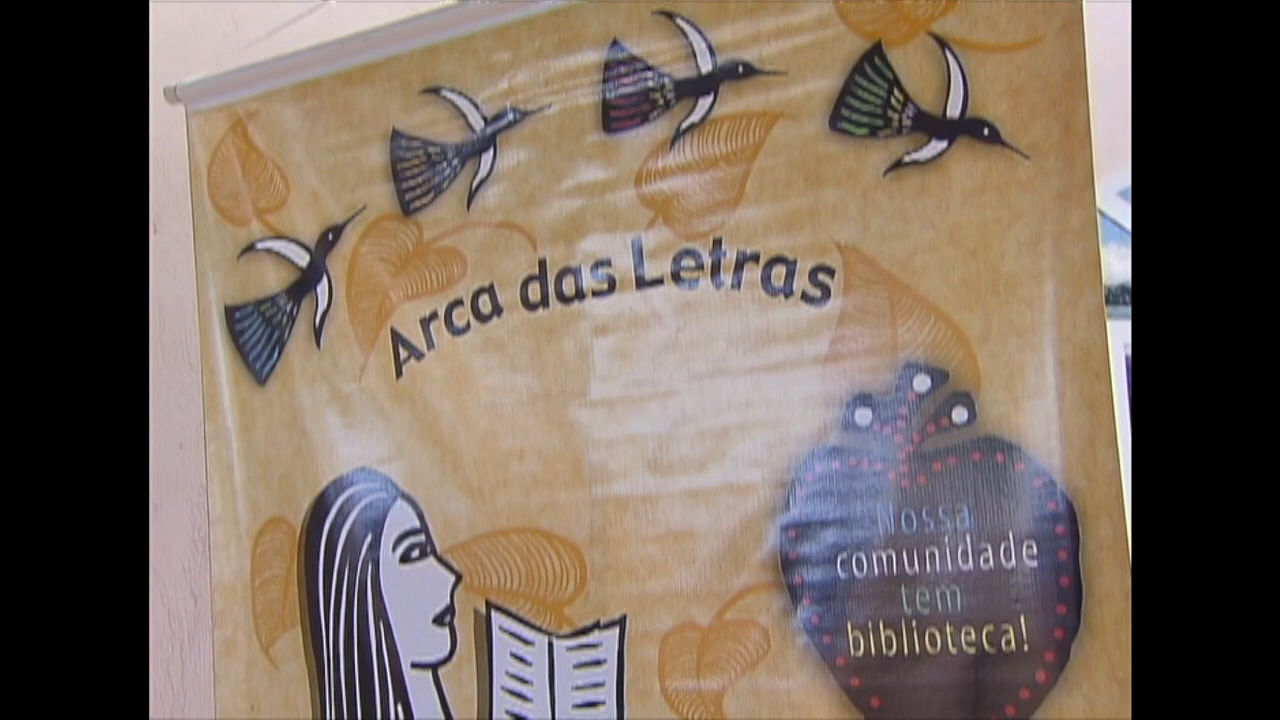 Arca das Letras
Nossa
comunidade
tem
biblioteca!